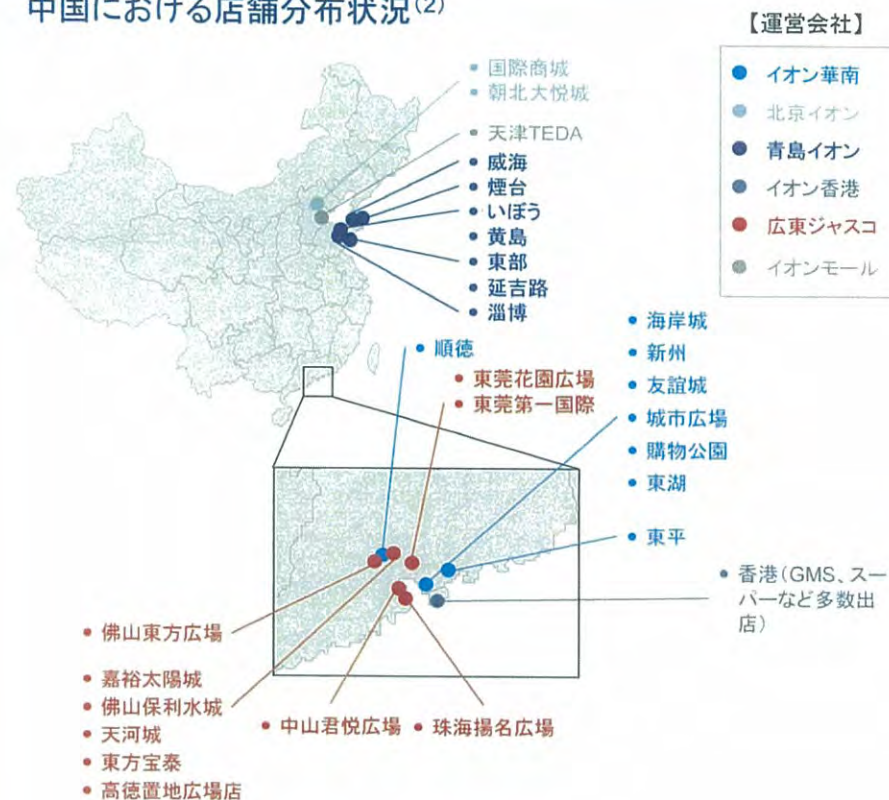 中国における店舗分布状況(2)
【運営会社】
● イオン華南
● 北京イオン
● 青島イオン
● イオン香港
● 広東ジャスコ
● イオンモール
• 国際商城
• 朝北大悦城
• 天津TEDA
• 威海
• 煙台
• いぼう
• 黄島
• 東部
• 延吉路
• 淄博
• 順徳
• 東莞花園広場
• 東莞第一国際
• 海岸城
• 新州
• 友誼城
• 城市広場
• 購物公園
• 東湖
• 東平
• 香港(GMS、スー
パーなど多数出
店)
• 佛山東方広場
• 嘉裕太陽城
• 佛山保利水城
• 天河城
• 東方宝泰
• 高徳置地広場店
• 中山君悦広場
• 珠海揚名広場